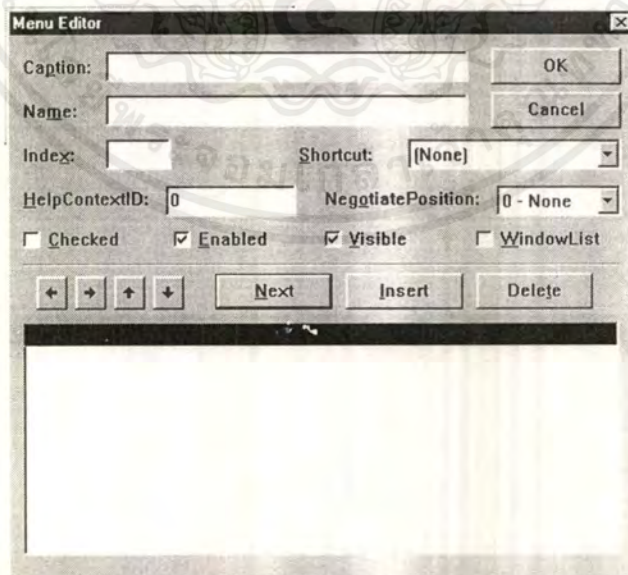 Menu Editor
Caption: OK
Name: Cancel
Index: Shortcut: (None)
HelpContextID: 0 NegotiatePosition: 0 - None
Checked Enabled Visible WindowList
Next Insert Delete